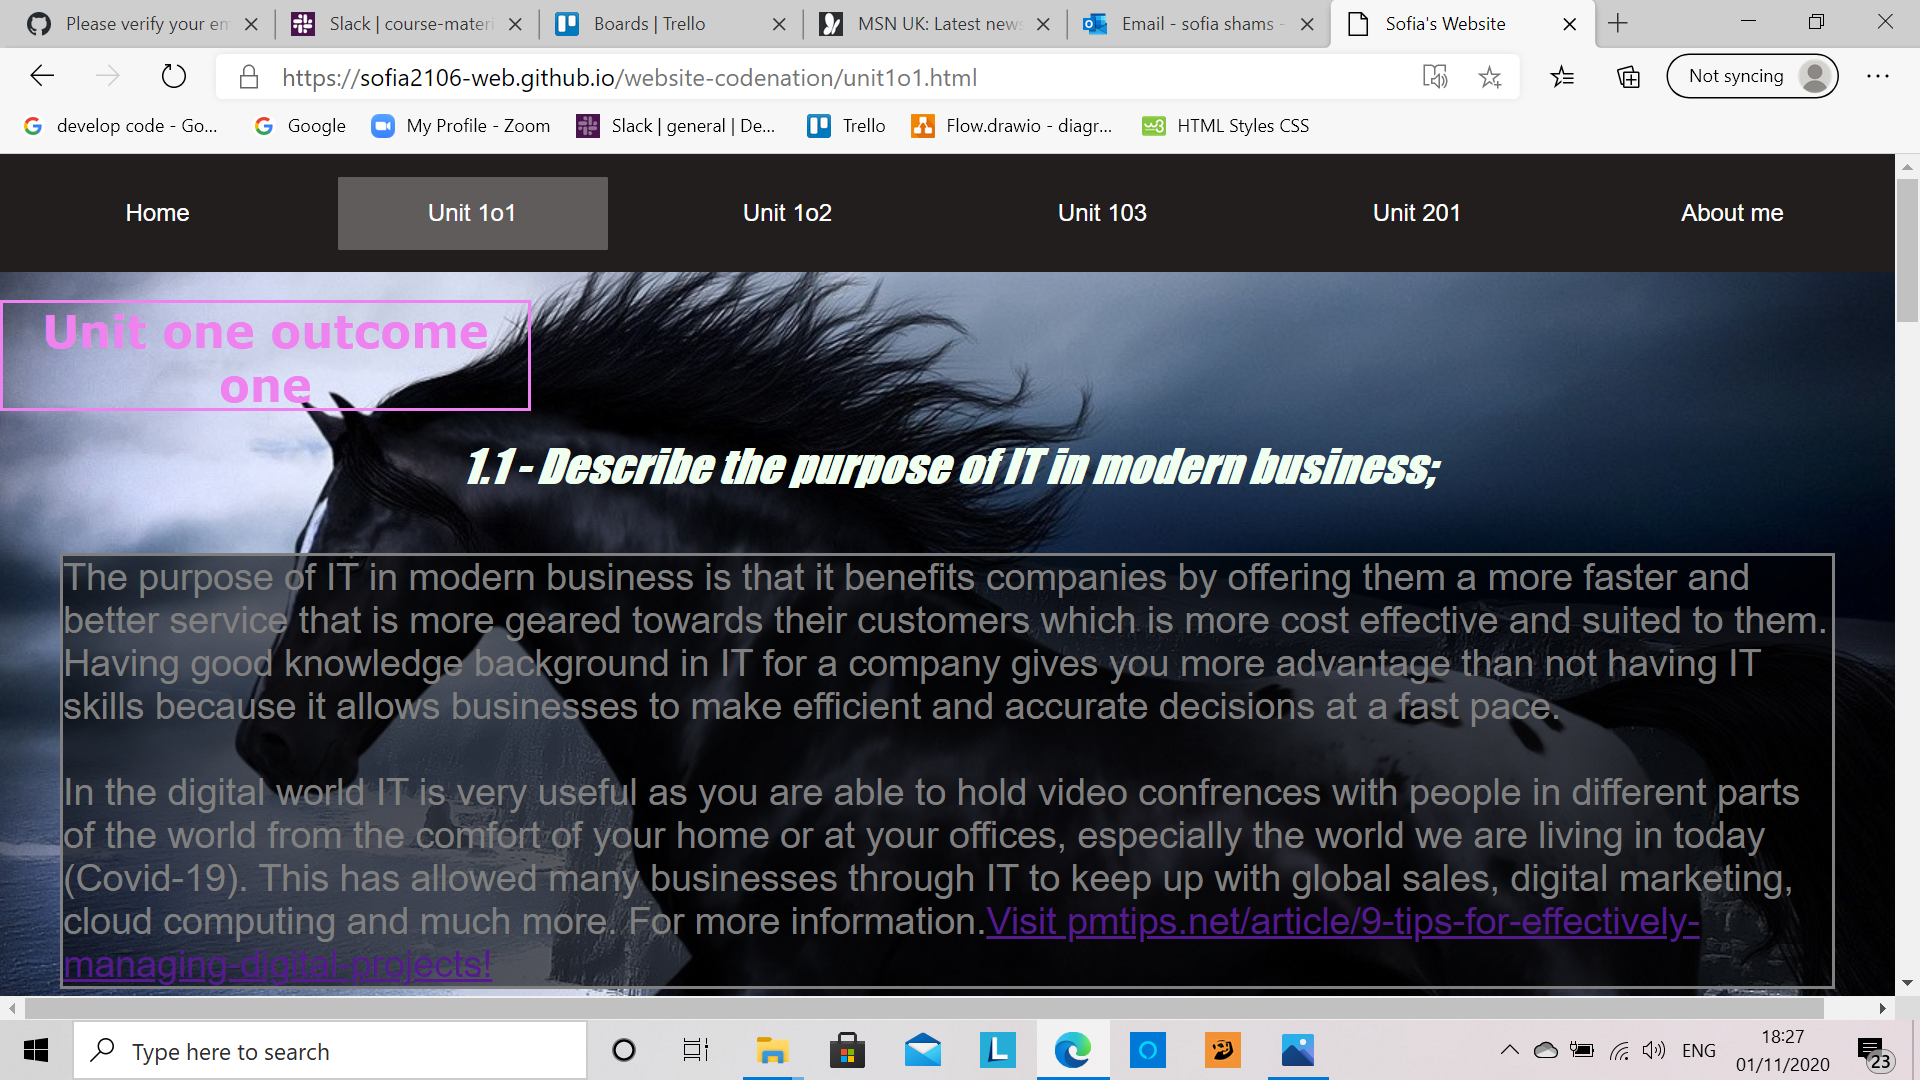 Please verify your em
Slack | course-materi
Boards | Trello
MSN UK: Latest news
Email - sofia shams -
Sofia's Website
https://sofia2106-web.github.io/website-codenation/unit1o1.html
Not syncing
develop code - Go...
Google
My Profile - Zoom
Slack | general | De...
Trello
Flow.drawio - diagr...
HTML Styles CSS
Home
Unit 1o1
Unit 1o2
Unit 103
Unit 201
About me
Unit one outcome
one
1.1 - Describe the purpose of IT in modern business;
The purpose of IT in modern business is that it benefits companies by offering them a more faster and
better service that is more geared towards their customers which is more cost effective and suited to them.
Having good knowledge background in IT for a company gives you more advantage than not having IT
skills because it allows businesses to make efficient and accurate decisions at a fast pace.
In the digital world IT is very useful as you are able to hold video confrences with people in different parts
of the world from the comfort of your home or at your offices, especially the world we are living in today
(Covid-19). This has allowed many businesses through IT to keep up with global sales, digital marketing,
cloud computing and much more. For more information.Visit pmtips.net/article/9-tips-for-effectively-
managing-digital-projects!
Type here to search
L
ENG
18:27
01/11/2020
23